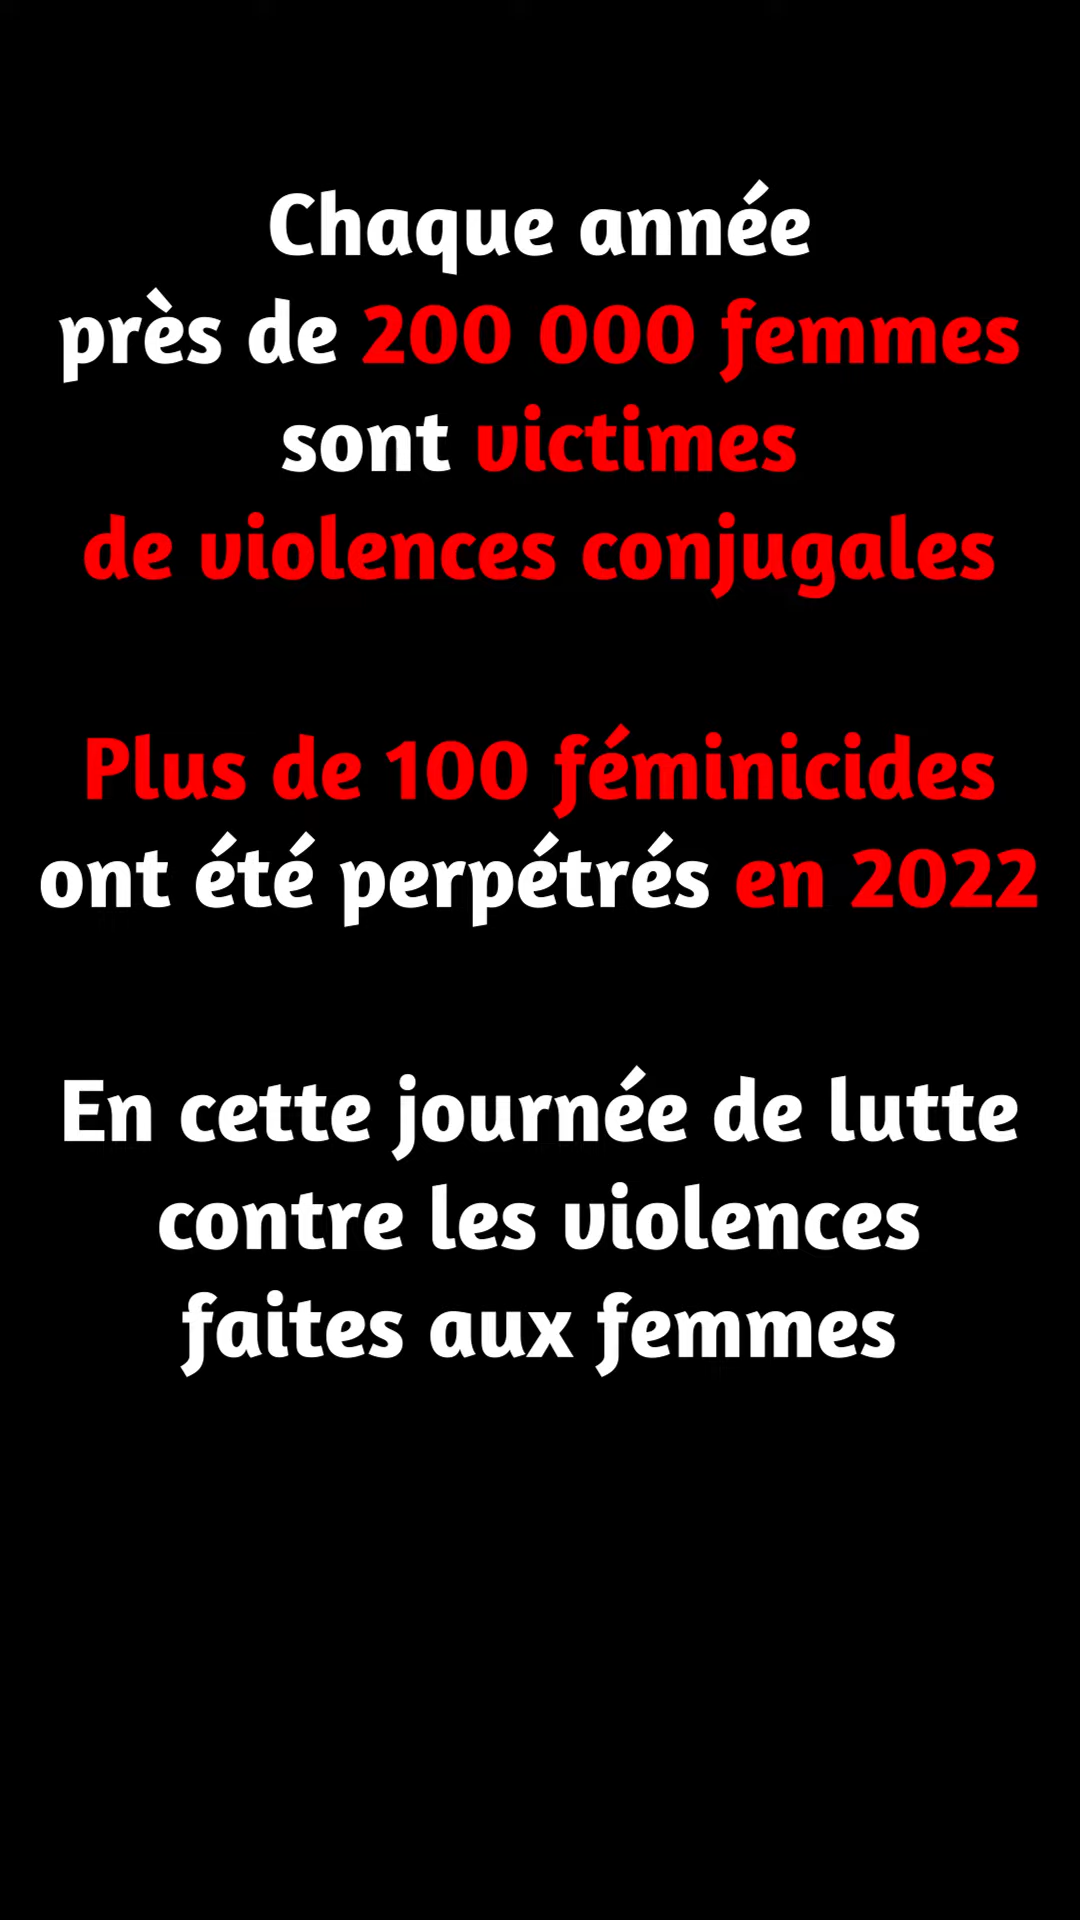 Chaque année
près de 200 000 femmes
sont victimes
de violences conjugales
Plus de 100 féminicides
ont été perpétrés en 2022
En cette journée de lutte
contre les violences
faites aux femmes